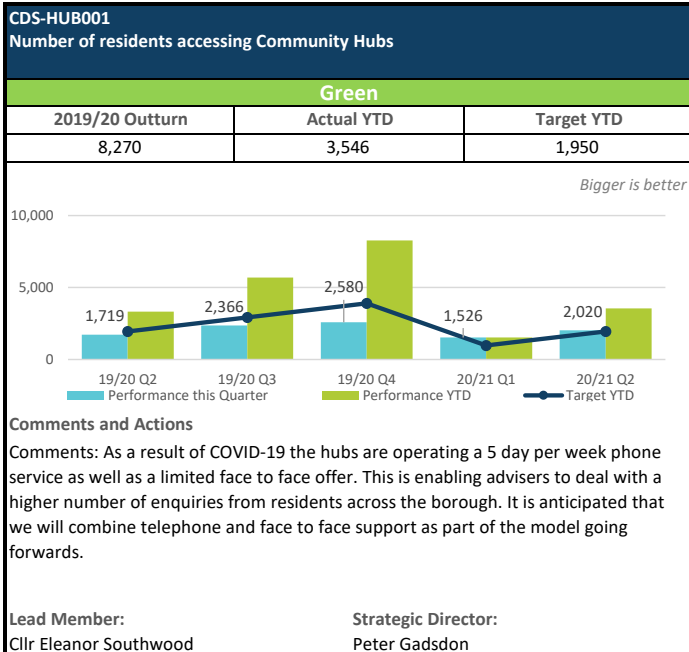 CDS-HUB001
Number of residents accessing Community Hubs
Green
2019/20 Outturn Actual YTD Target YTD
8,270 3,546 1,950
Bigger is better
10,000
5,000
0
1,719 2,366 2,580 1,526 2,020
19/20 Q2 19/20 Q3 19/20 Q4 20/21 Q1 20/21 Q2
Performance this Quarter Performance YTD Target YTD
Comments and Actions
Comments: As a result of COVID-19 the hubs are operating a 5 day per week phone
service as well as a limited face to face offer. This is enabling advisers to deal with a
higher number of enquiries from residents across the borough. It is anticipated that
we will combine telephone and face to face support as part of the model going
forwards.
Lead Member: Strategic Director:
Cllr Eleanor Southwood Peter Gadsdon